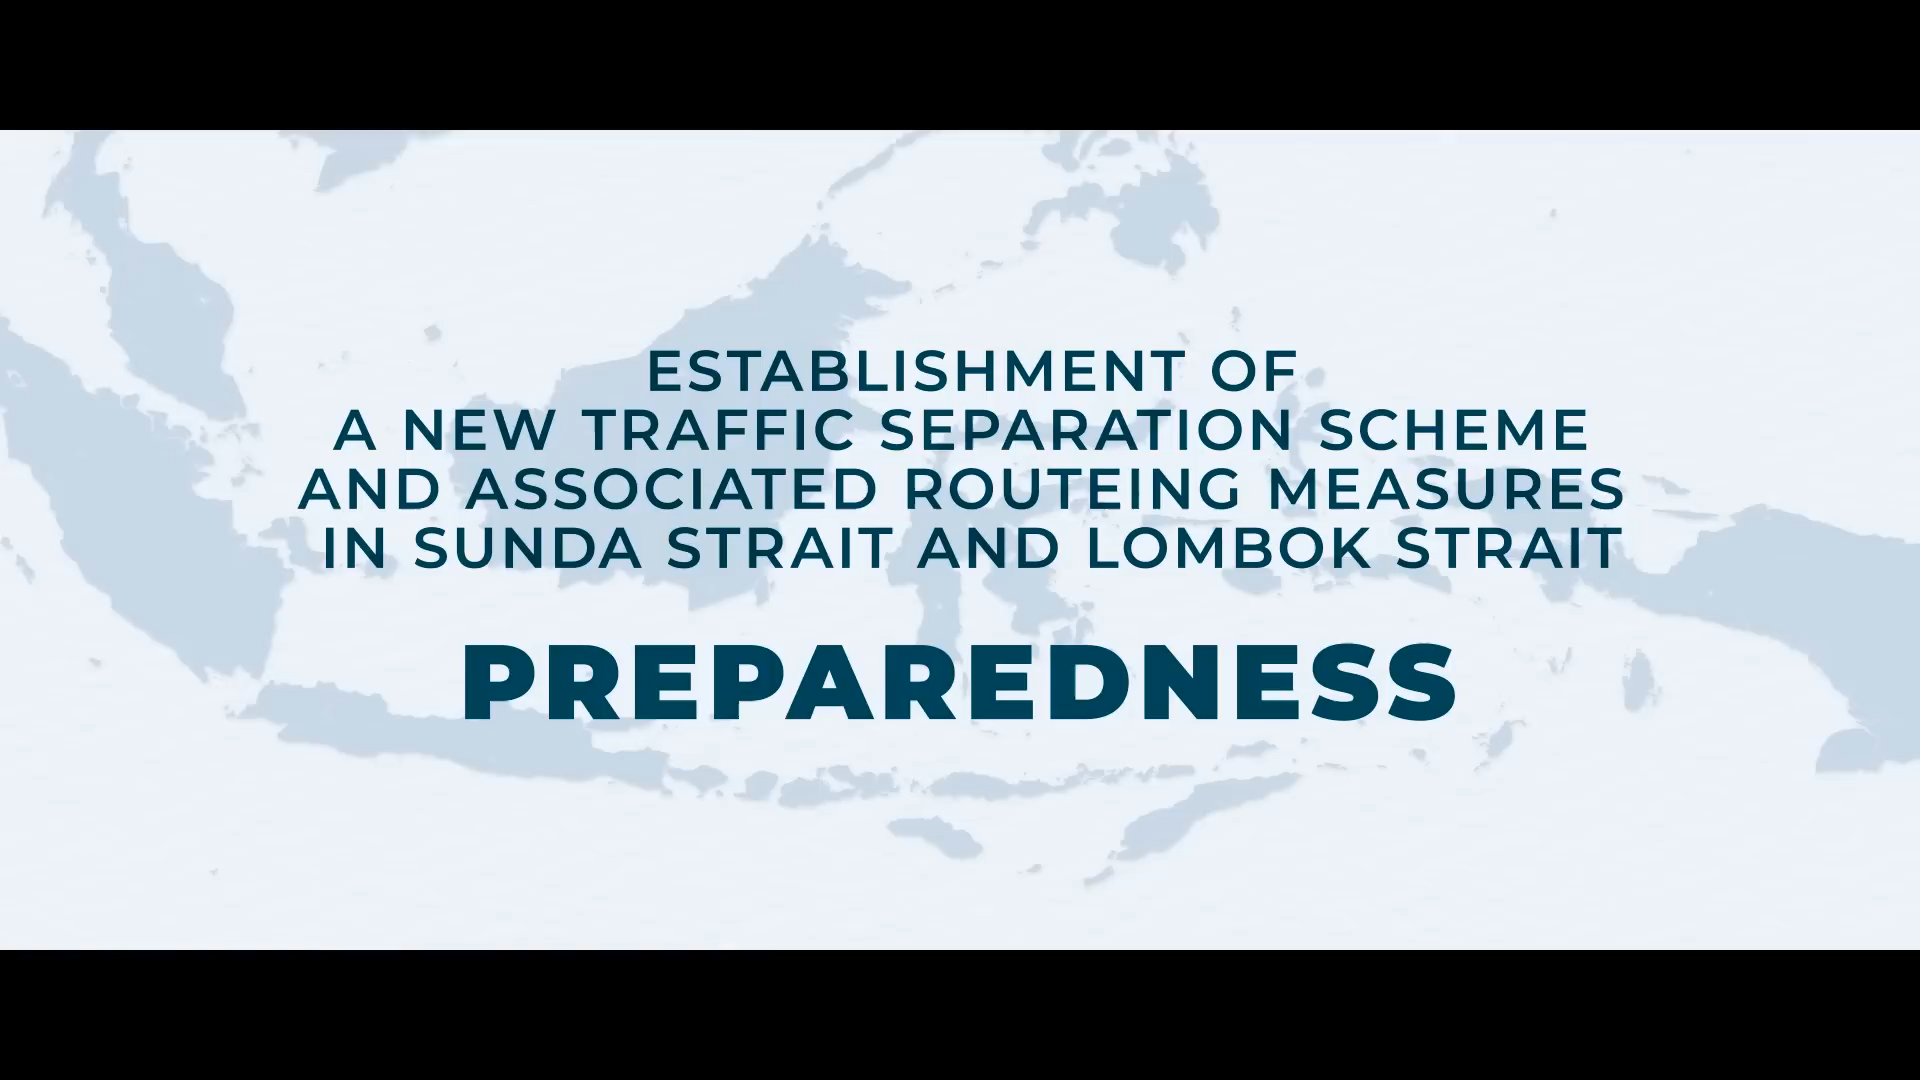 ESTABLISHMENT OF
A NEW TRAFFIC SEPARATION SCHEME
AND ASSOCIATED ROUTEING MEASURES
IN SUNDA STRAIT AND LOMBOK STRAIT
PREPAREDNESS